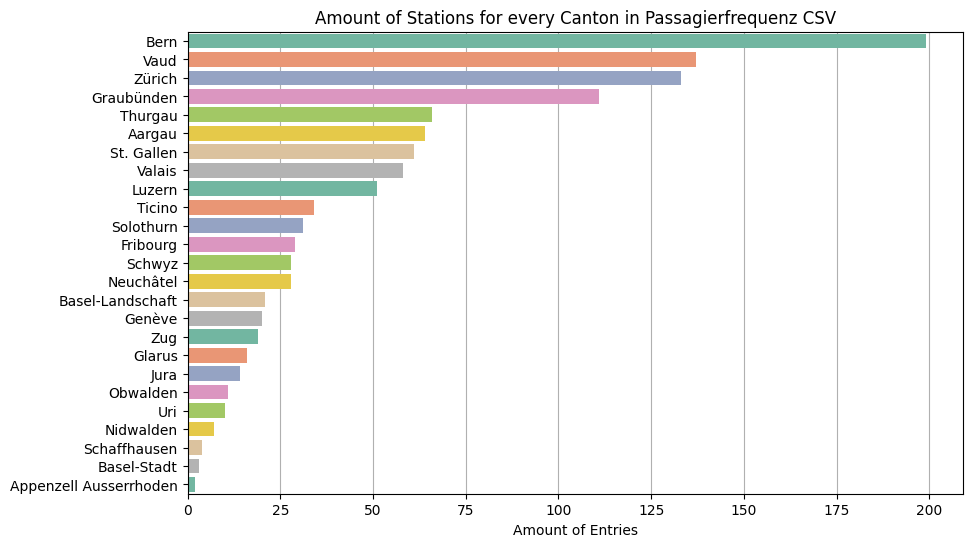 Amount of Stations for every Canton in Passagierfrequenz CSV
Bern
Vaud
Zürich
Graubünden
Thurgau
Aargau
St. Gallen
Valais
Luzern
Ticino
Solothurn
Fribourg
Schwyz
Neuchâtel
Basel-Landschaft
Genève
Zug
Glarus
Jura
Obwalden
Uri
Nidwalden
Schaffhausen
Basel-Stadt
Appenzell Ausserrhoden
0 25 50 75 100 125 150 175 200
Amount of Entries